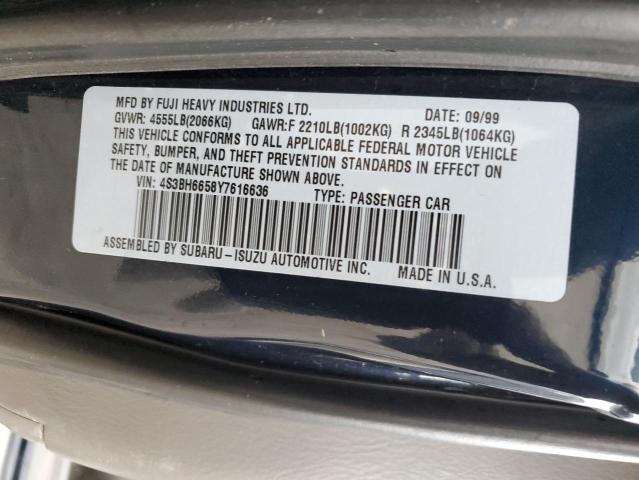 MFD BY FUJI HEAVY INDUSTRIES LTD. DATE: 09/99
GVWR: 4555LB(2066KG) GAWR:F 2210LB(1002KG) R 2345LB(1064KG)
THIS VEHICLE CONFORMS TO ALL APPLICABLE FEDERAL MOTOR VEHICLE
SAFETY, BUMPER, AND THEFT PREVENTION STANDARDS IN EFFECT ON
THE DATE OF MANUFACTURE SHOWN ABOVE.
VIN: 4S3BH6658Y7616636 TYPE: PASSENGER CAR
ASSEMBLED BY SUBARU-ISUZU AUTOMOTIVE INC. MADE IN U.S.A.